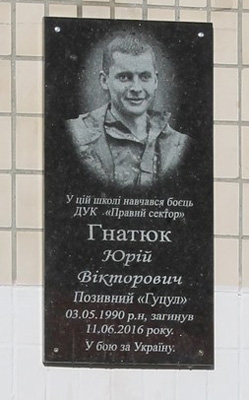 У цій школі навчався боєць
ДУК «Правий сектор»
Гнатюк
Юрій
Вікторович
Позивний «Гуцул»
03.05.1990 р.н, загинув
11.06.2016 року.
У бою за Україну.